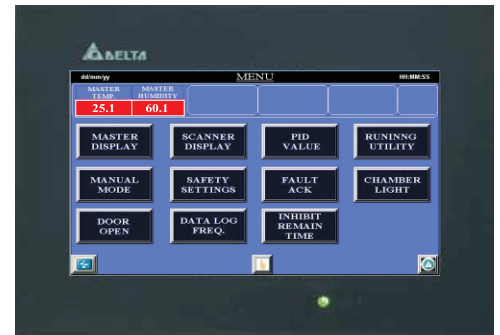 DELTA
dd/mm/yy
MENU
HH:MM:SS
MASTER
TEMP.
MASTER
HUMIDITY
25.1
60.1
MASTER
DISPLAY
SCANNER
DISPLAY
PID
VALUE
RUNINNG
UTILITY
MANUAL
MODE
SAFETY
SETTINGS
FAULT
ACK
CHAMBER
LIGHT
DOOR
OPEN
DATA LOG
FREQ.
INHIBIT
REMAIN
TIME